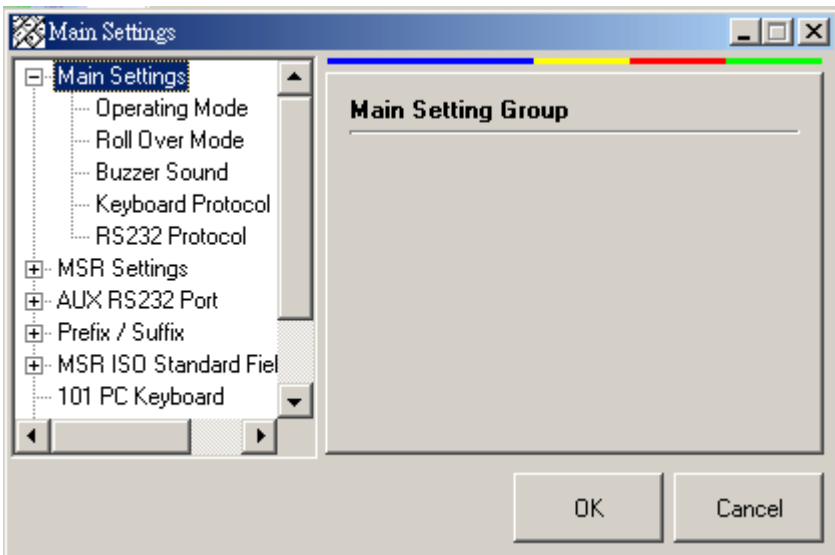 Main Settings
Main Settings
Operating Mode
Roll Over Mode
Buzzer Sound
Keyboard Protocol
RS232 Protocol
MSR Settings
AUX RS232 Port
Prefix / Suffix
MSR ISO Standard Fiel
101 PC Keyboard
Main Setting Group
OK
Cancel